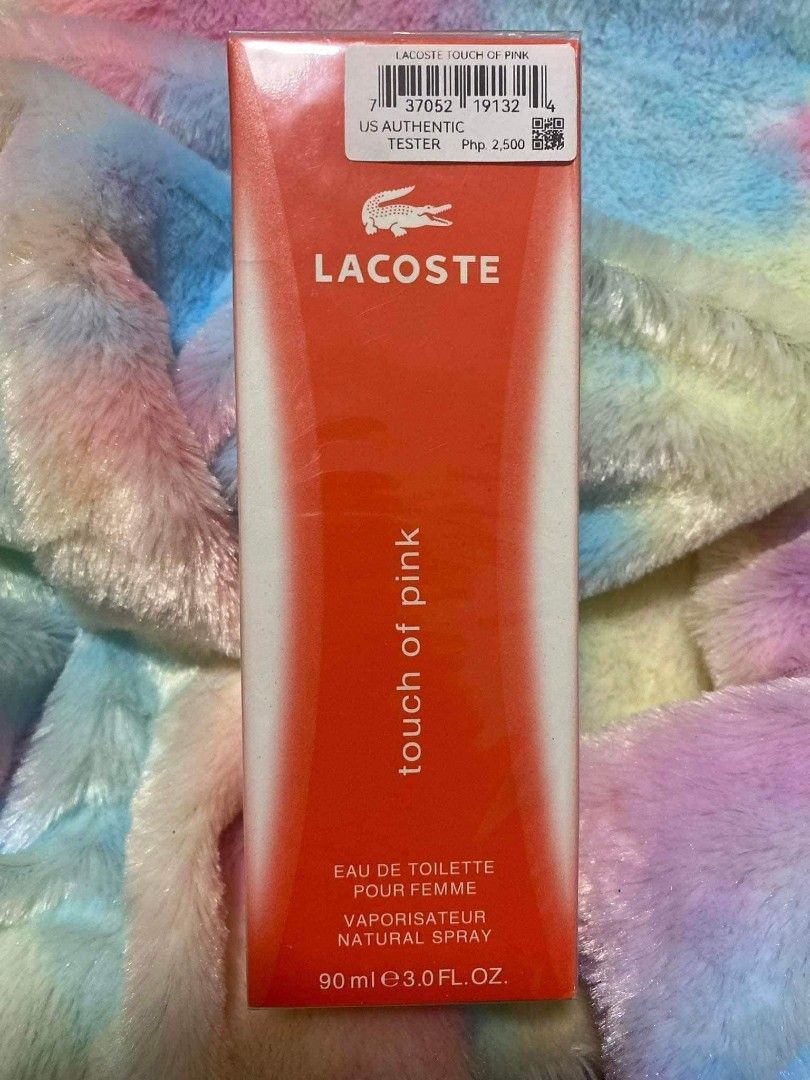 LACOSTE TOUCH OF PINK
7 37052 19132 4
US AUTHENTIC
TESTER Php. 2,500
LACOSTE
touch of pink
EAU DE TOILETTE
POUR FEMME
VAPORISATEUR
NATURAL SPRAY
90 ml ℮ 3.0 FL.OZ.